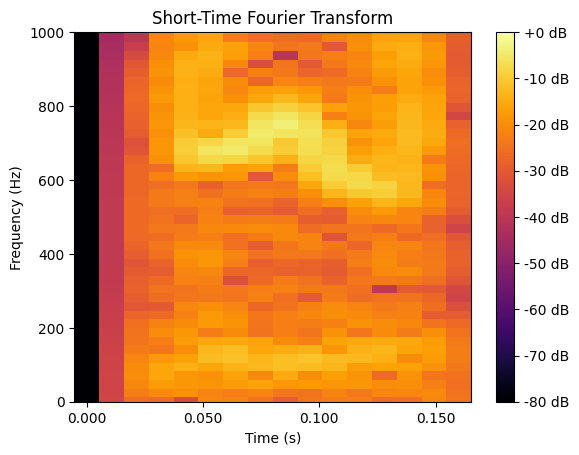 Short-Time Fourier Transform
1000
800
600
400
200
0
Frequency (Hz)
0.000
0.050
0.100
0.150
Time (s)
+0 dB
-10 dB
-20 dB
-30 dB
-40 dB
-50 dB
-60 dB
-70 dB
-80 dB